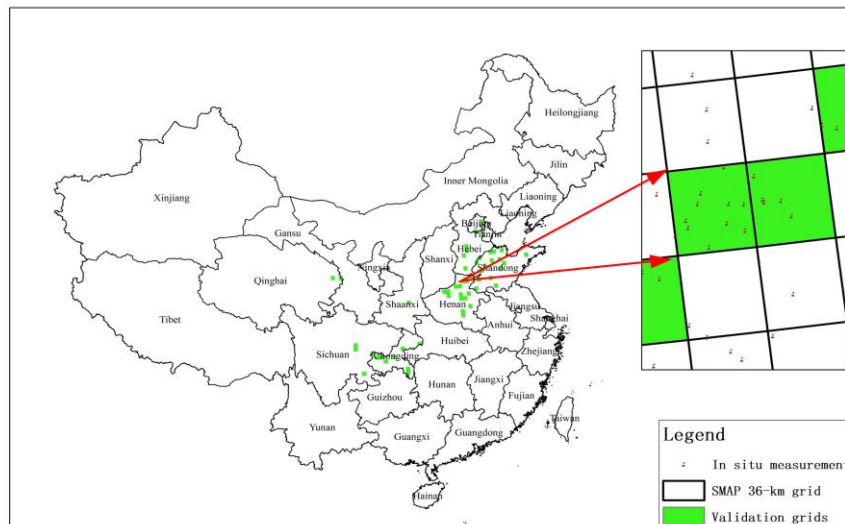 Heilongjiang
Jilin
Inner Mongolia
Liaoning
Liaoning
Xinjiang
Gansu
Beijing
Tianjin
Hebei
Ningxia
Shanxi
Shandong
Qinghai
Shaanxi
Henan
Jiangsu
Tibet
Anhui
Shanghai
Sichuan
Chongqing
Huibei
Zhejiang
Hunan
Jiangxi
Guizhou
Fujian
Yunan
Taiwan
Guangxi
Guangdong
Hainan
Legend
In situ measurement
SMAP 36-km grid
Validation grids